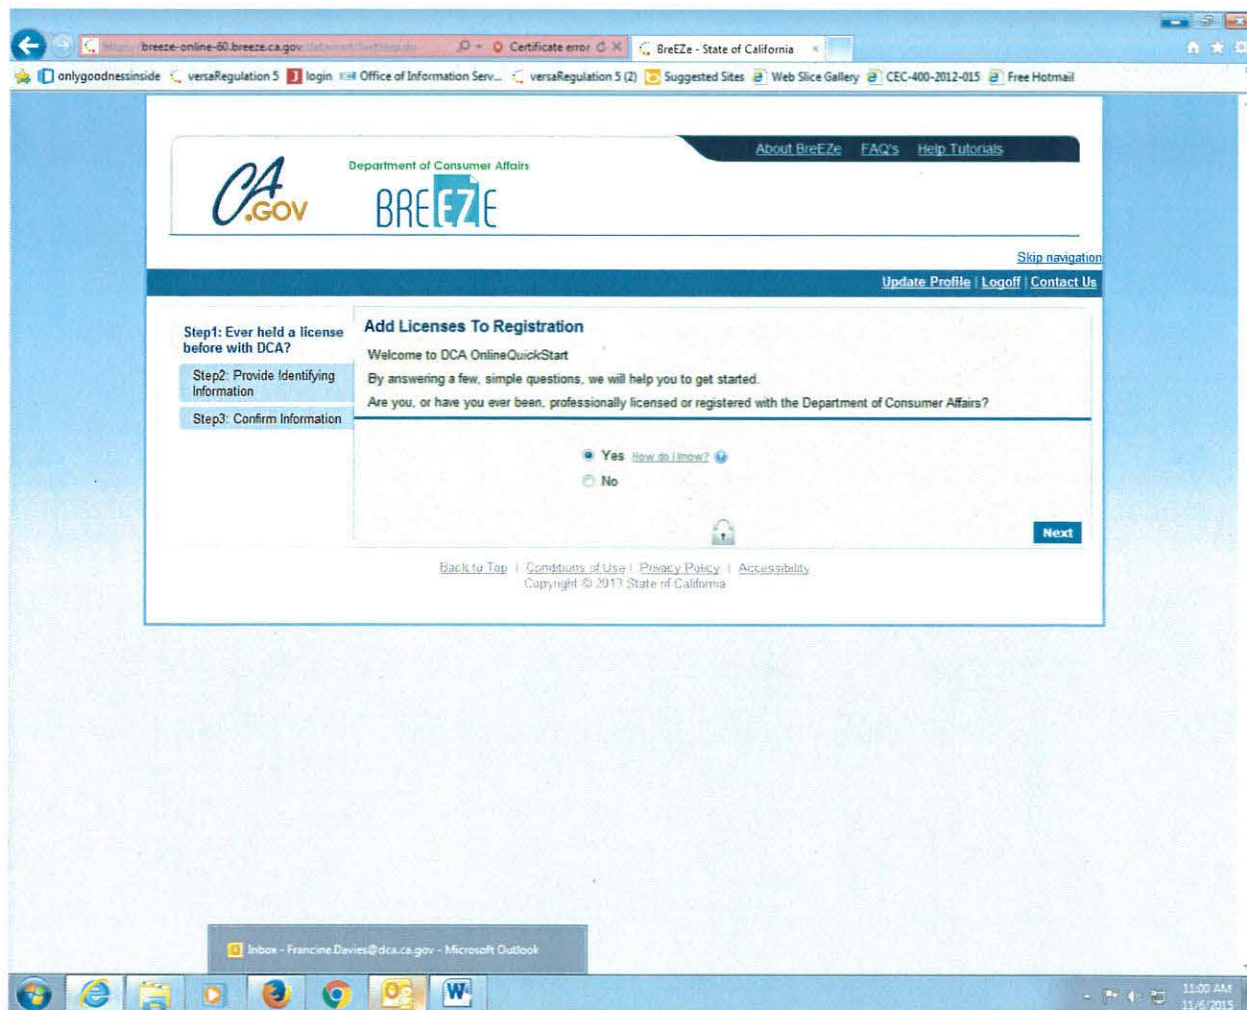 breeze-online-60.breeze.ca.gov
Certificate error
BreEZe - State of California
onlygoodnessinside
versaRegulation 5
login
Office of Information Serv...
versaRegulation 5 (2)
Suggested Sites
Web Slice Gallery
CEC-400-2012-015
Free Hotmail
About BreEZe FAQ's Help Tutorials
CA.GOV
Department of Consumer Affairs
BREEZE
Skip navigation
Update Profile | Logoff | Contact Us
Step1: Ever held a license
before with DCA?
Step2: Provide Identifying
Information
Step3: Confirm Information
Add Licenses To Registration
Welcome to DCA OnlineQuickStart
By answering a few, simple questions, we will help you to get started.
Are you, or have you ever been, professionally licensed or registered with the Department of Consumer Affairs?
Yes How do I know?
No
Next
Back to Top | Conditions of Use | Privacy Policy | Accessibility
Copyright © 2013 State of California
Inbox - Francine.Davies@dca.ca.gov - Microsoft Outlook
11:00 AM
11/6/2015